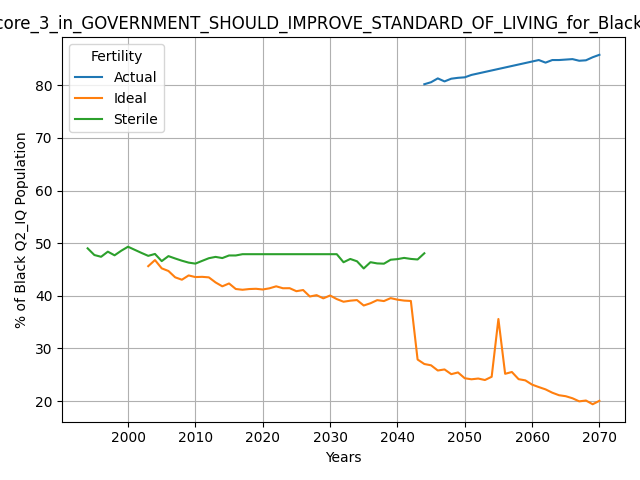 core_3_in_GOVERNMENT_SHOULD_IMPROVE_STANDARD_OF_LIVING_for_Black
Fertility
Actual
Ideal
Sterile
% of Black Q2_IQ Population
80
70
60
50
40
30
20
2000 2010 2020 2030 2040 2050 2060 2070
Years